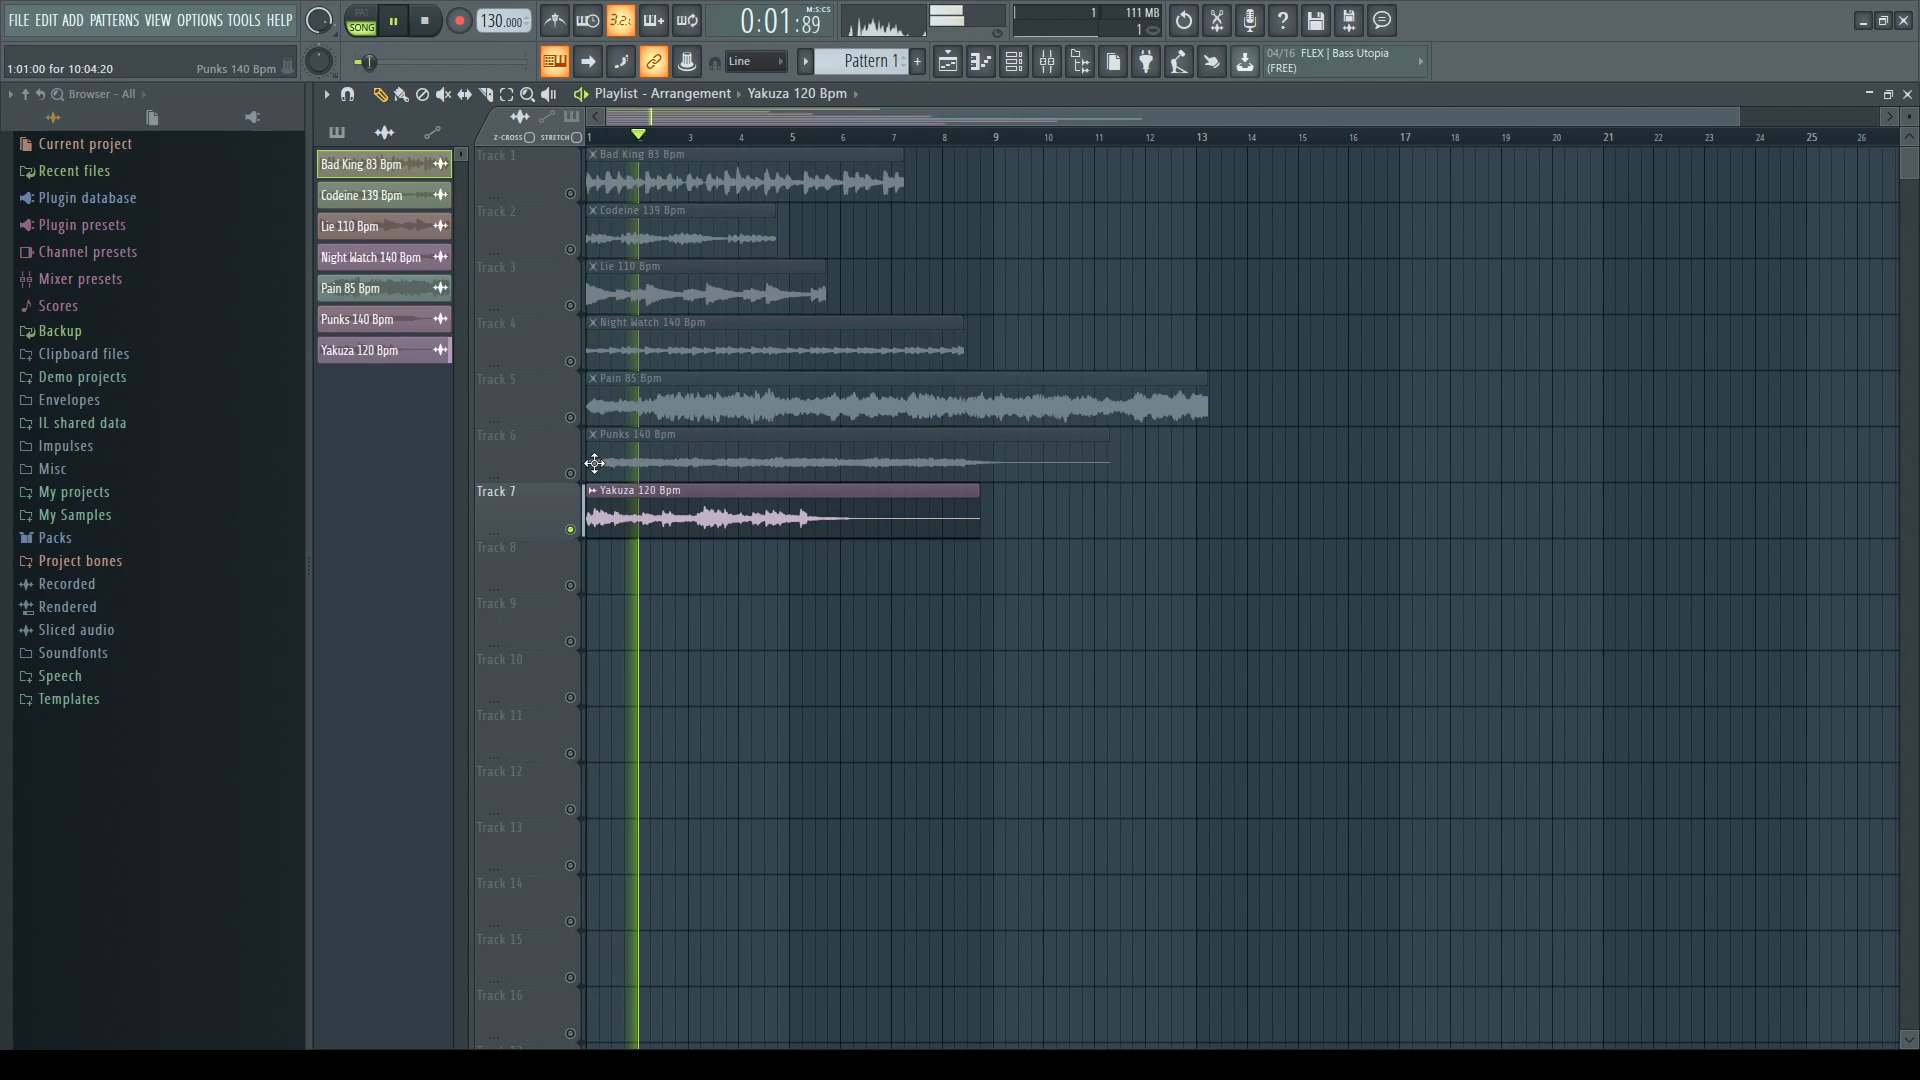 FILE EDIT ADD PATTERNS VIEW OPTIONS TOOLS HELP
PAT
SONG
130.000
3.2.
M:S:CS
0:01:89
1
111 MB
1
1:01:00 for 10:04:20
Punks 140 Bpm
Line
Pattern 1
+
04/16 FLEX | Bass Utopia
(FREE)
Browser - All
Playlist - Arrangement
Yakuza 120 Bpm
Z-CROSS
STRETCH
1
3
4
5
6
7
8
9
10
11
12
13
14
15
16
17
18
19
20
21
22
23
24
25
26
Current project
Recent files
Plugin database
Plugin presets
Channel presets
Mixer presets
Scores
Backup
Clipboard files
Demo projects
Envelopes
IL shared data
Impulses
Misc
My projects
My Samples
Packs
Project bones
Recorded
Rendered
Sliced audio
Soundfonts
Speech
Templates
Bad King 83 Bpm
Codeine 139 Bpm
Lie 110 Bpm
Night Watch 140 Bpm
Pain 85 Bpm
Punks 140 Bpm
Yakuza 120 Bpm
Track 1
Bad King 83 Bpm
Track 2
Codeine 139 Bpm
Track 3
Lie 110 Bpm
Track 4
Night Watch 140 Bpm
Track 5
Pain 85 Bpm
Track 6
Punks 140 Bpm
Track 7
Yakuza 120 Bpm
Track 8
Track 9
Track 10
Track 11
Track 12
Track 13
Track 14
Track 15
Track 16